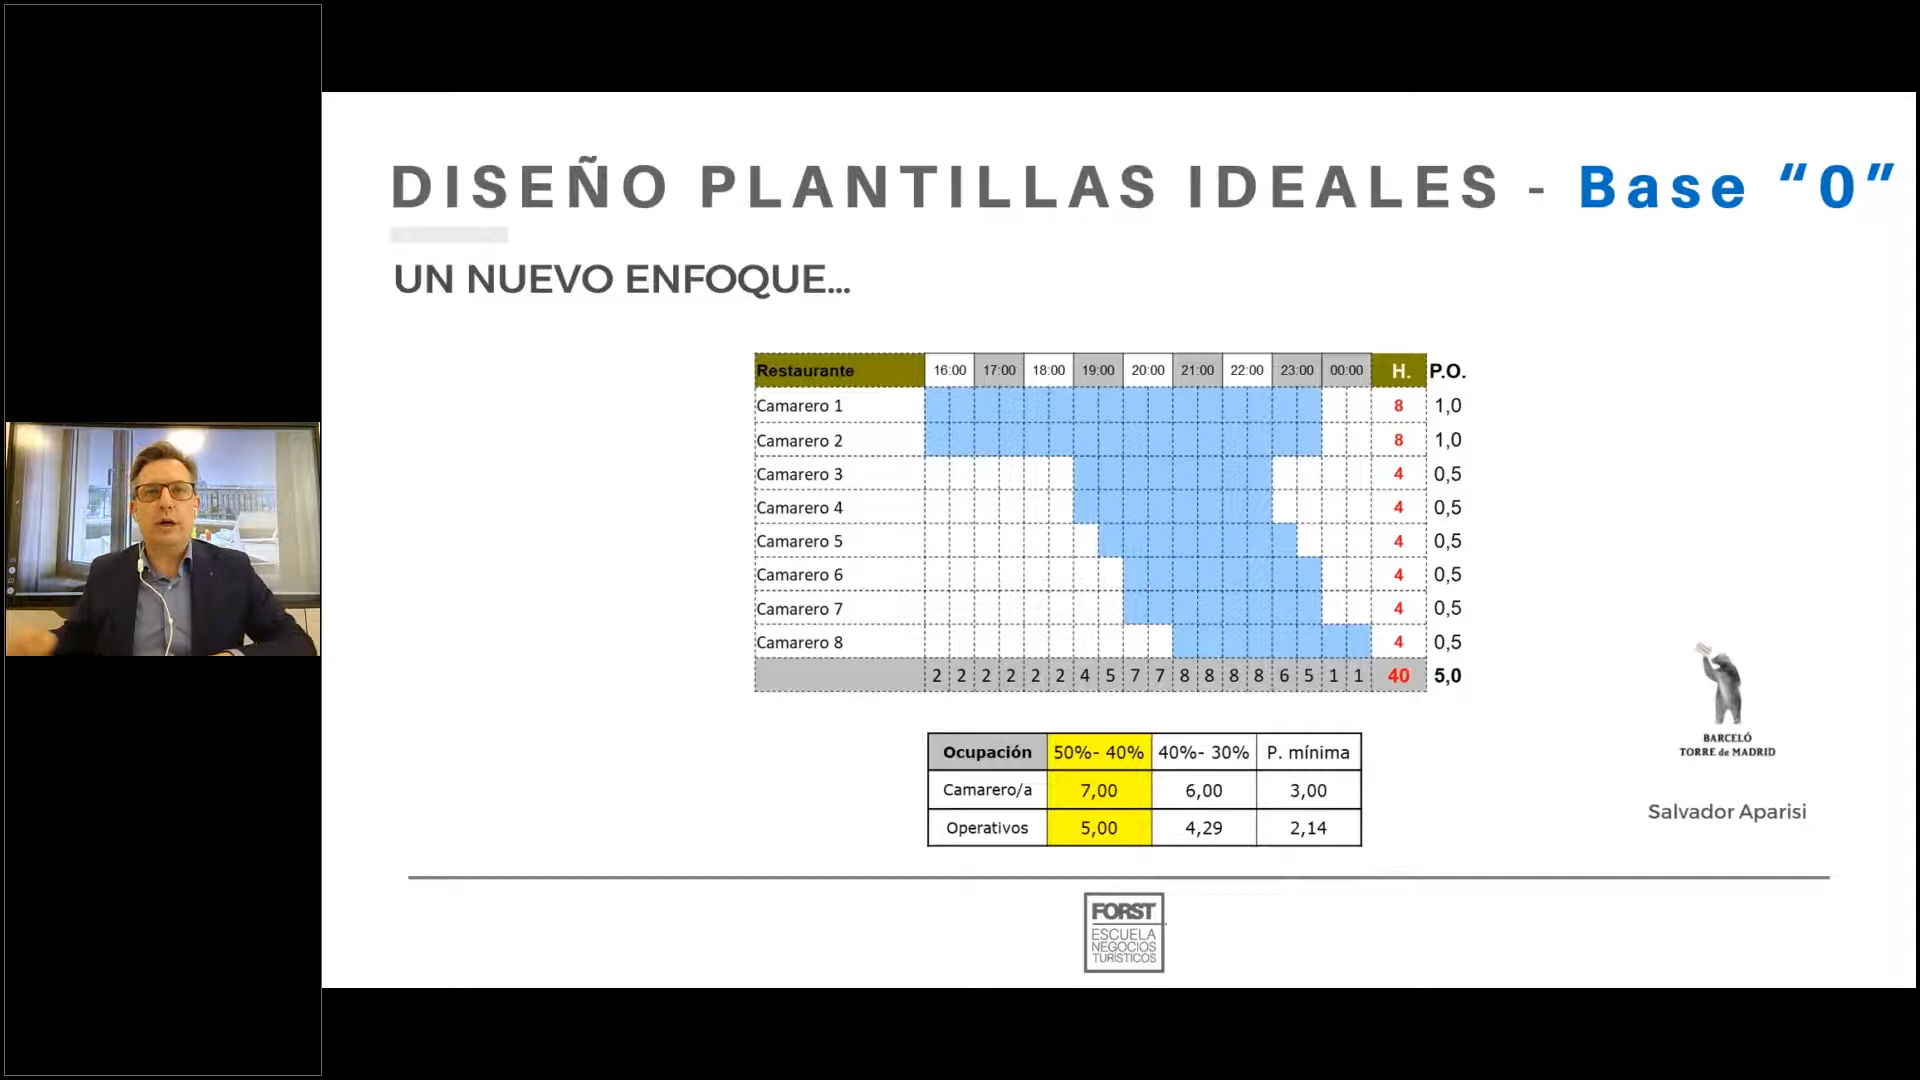 DISEÑO PLANTILLAS IDEALES - Base “0”
UN NUEVO ENFOQUE...
Restaurante 16:00 17:00 18:00 19:00 20:00 21:00 22:00 23:00 00:00 H. P.O.
Camarero 1 8 1,0
Camarero 2 8 1,0
Camarero 3 4 0,5
Camarero 4 4 0,5
Camarero 5 4 0,5
Camarero 6 4 0,5
Camarero 7 4 0,5
Camarero 8 4 0,5
2 2 2 2 2 2 4 5 7 7 8 8 8 8 6 5 1 1 40 5,0
Ocupación 50%- 40% 40%- 30% P. mínima
Camarero/a 7,00 6,00 3,00
Operativos 5,00 4,29 2,14
BARCELÓ
TORRE de MADRID
Salvador Aparisi
FORST
ESCUELA
NEGOCIOS
TURÍSTICOS